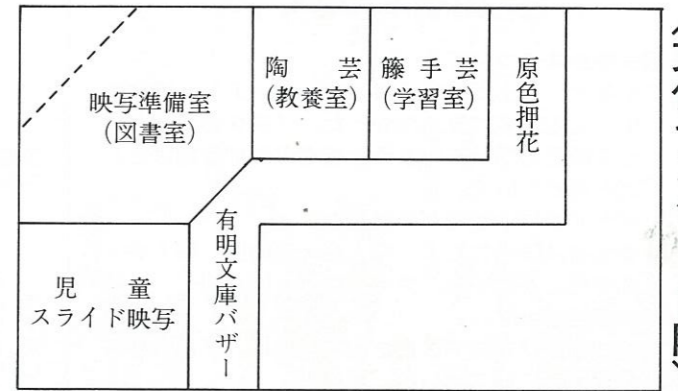 映写準備室
(図書室)
陶芸
(教養室)
籐手芸
(学習室)
原色押花
有明文庫バザー
児童
スライド映写